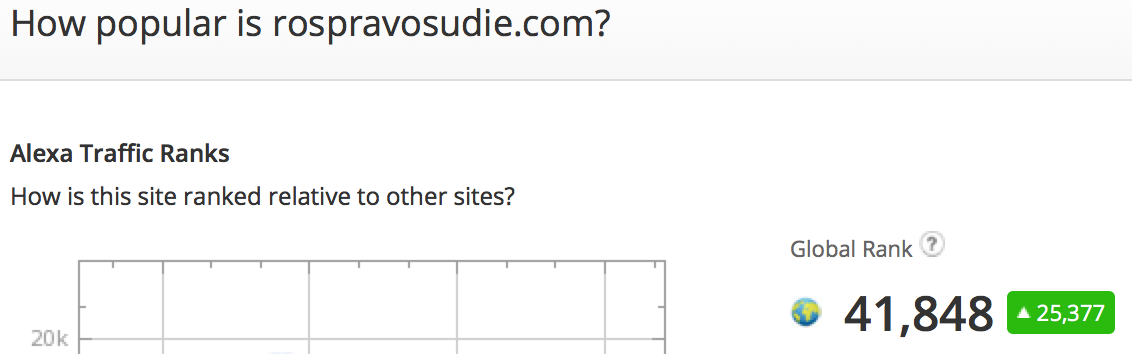 How popular is rospravosudie.com?
Alexa Traffic Ranks
How is this site ranked relative to other sites?
Global Rank ?
41,848 ▲ 25,377
20k